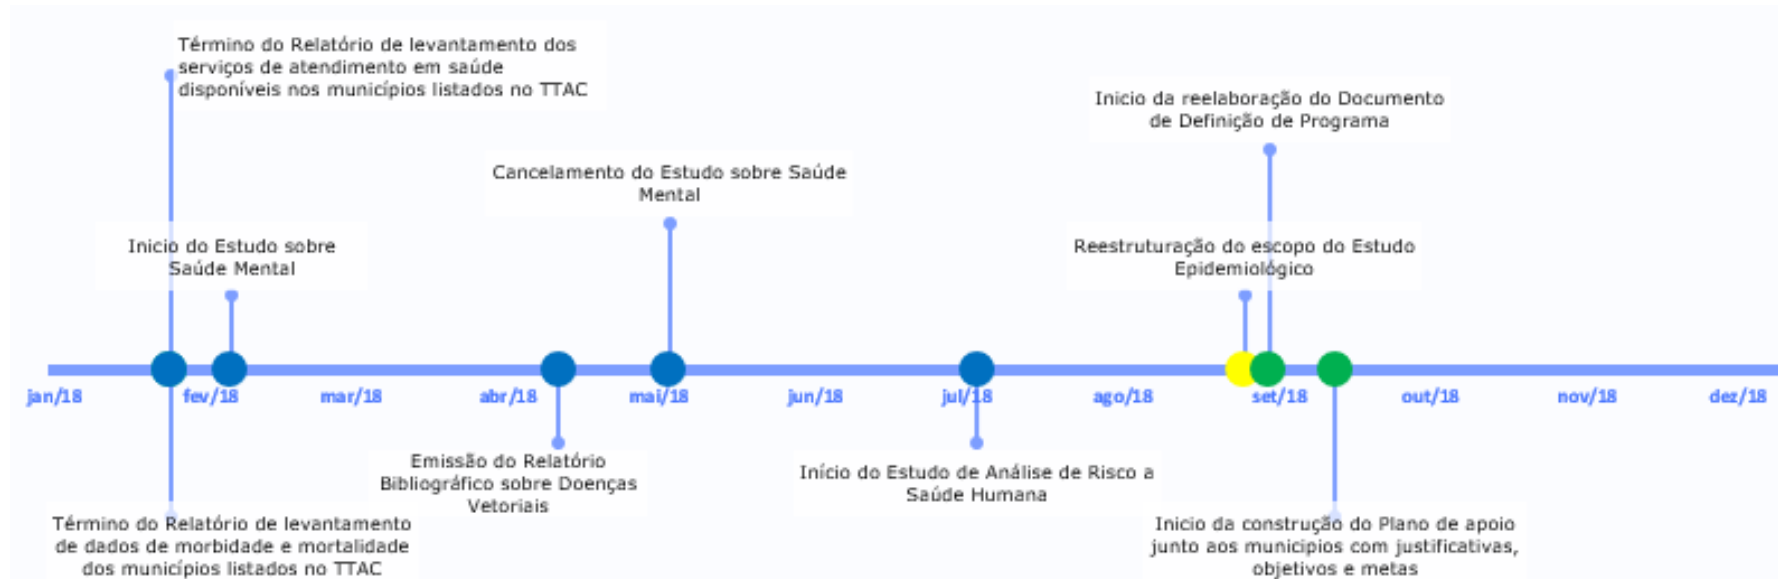 Término do Relatório de levantamento dos
serviços de atendimento em saúde
disponíveis nos municípios listados no TTAC
Inicio da reelaboração do Documento
de Definição de Programa
Cancelamento do Estudo sobre Saúde
Mental
Inicio do Estudo sobre
Saúde Mental
Reestruturação do escopo do Estudo
Epidemiológico
jan/18 fev/18 mar/18 abr/18 mai/18 jun/18 jul/18 ago/18 set/18 out/18 nov/18 dez/18
Emissão do Relatório
Bibliográfico sobre Doenças
Vetoriais
Início do Estudo de Análise de Risco a
Saúde Humana
Término do Relatório de levantamento
de dados de morbidade e mortalidade
dos municípios listados no TTAC
Inicio da construção do Plano de apoio
junto aos municipios com justificativas,
objetivos e metas